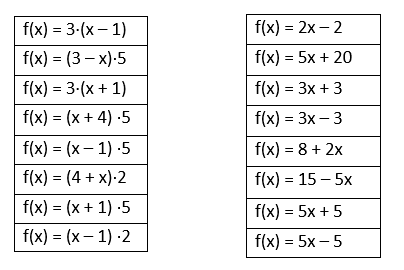 f(x) = 3·(x – 1)
f(x) = (3 – x)·5
f(x) = 3·(x + 1)
f(x) = (x + 4) ·5
f(x) = (x – 1) ·5
f(x) = (4 + x)·2
f(x) = (x + 1) ·5
f(x) = (x – 1) ·2
f(x) = 2x – 2
f(x) = 5x + 20
f(x) = 3x + 3
f(x) = 3x – 3
f(x) = 8 + 2x
f(x) = 15 – 5x
f(x) = 5x + 5
f(x) = 5x – 5